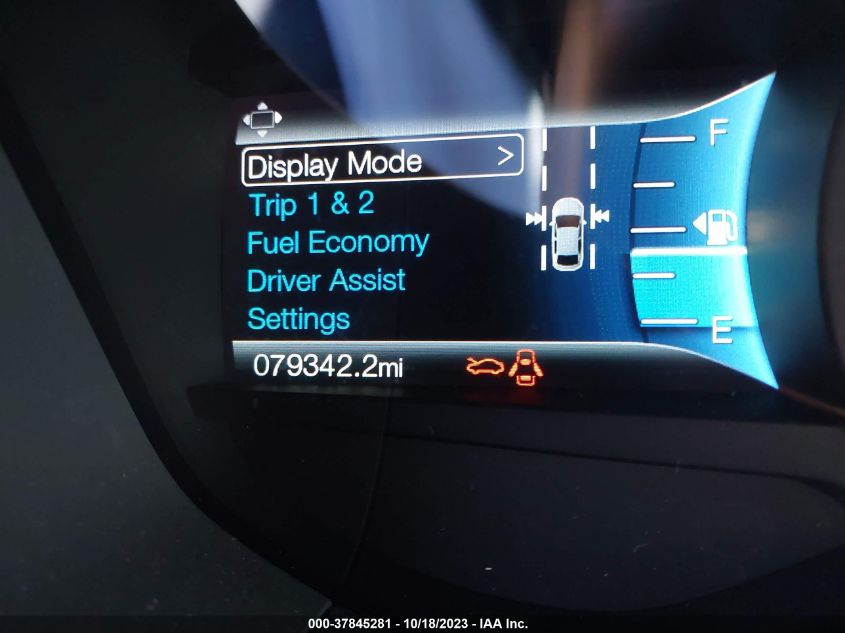 Display Mode >
Trip 1 & 2
Fuel Economy
Driver Assist
Settings
F
E
079342.2mi
000-37845281 - 10/18/2023 - IAA Inc.